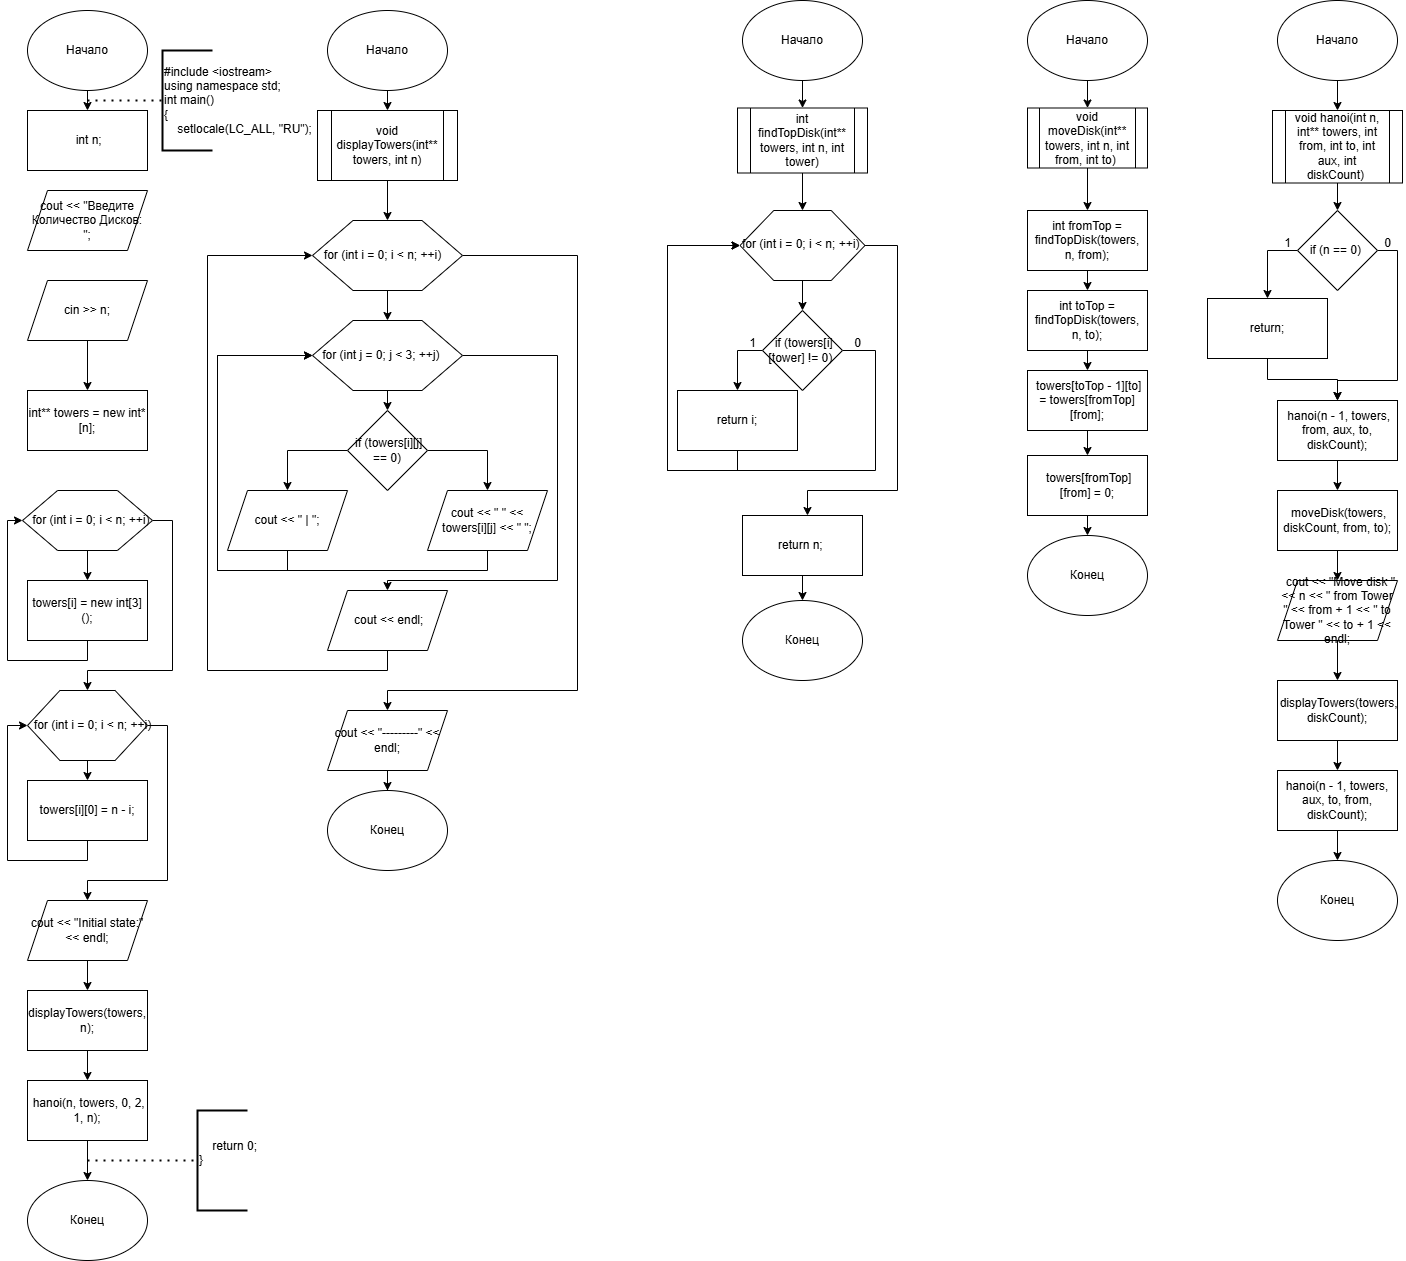 Начало
#include <iostream>
using namespace std;
int main()
{
setlocale(LC_ALL, "RU");
int n;
cout << "Введите
Количество Дисков:
";
cin >> n;
int** towers = new int*
[n];
for (int i = 0; i < n; ++i)
towers[i] = new int[3]
();
for (int i = 0; i < n; ++i)
towers[i][0] = n - i;
cout << "Initial state:"
<< endl;
displayTowers(towers,
n);
hanoi(n, towers, 0, 2,
1, n);
return 0;
}
Конец
Начало
void
displayTowers(int**
towers, int n)
for (int i = 0; i < n; ++i)
for (int j = 0; j < 3; ++j)
if (towers[i][j]
== 0)
cout << " | ";
cout << " " <<
towers[i][j] << " ";
cout << endl;
cout << "---------" <<
endl;
Конец
Начало
int
findTopDisk(int**
towers, int n, int
tower)
for (int i = 0; i < n; ++i)
if (towers[i]
[tower] != 0)
1
0
return i;
return n;
Конец
Начало
void
moveDisk(int**
towers, int n, int
from, int to)
int fromTop =
findTopDisk(towers,
n, from);
int toTop =
findTopDisk(towers,
n, to);
towers[toTop - 1][to]
= towers[fromTop]
[from];
towers[fromTop]
[from] = 0;
Конец
Начало
void hanoi(int n,
int** towers, int
from, int to, int
aux, int
diskCount)
if (n == 0)
1
0
return;
hanoi(n - 1, towers,
from, aux, to,
diskCount);
moveDisk(towers,
diskCount, from, to);
cout << "Move disk "
<< n << " from Tower
" << from + 1 << " to
Tower " << to + 1 <<
endl;
displayTowers(towers,
diskCount);
hanoi(n - 1, towers,
aux, to, from,
diskCount);
Конец